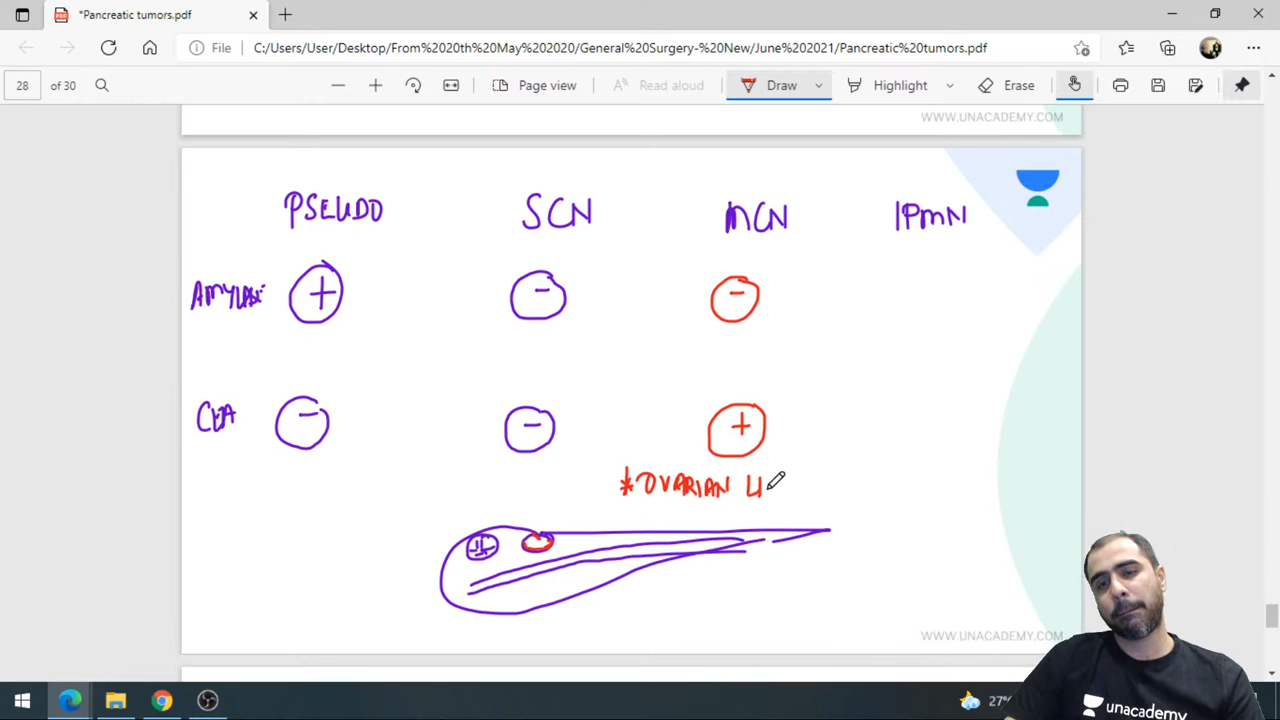 *Pancreatic tumors.pdf
File C:/Users/User/Desktop/From%2020th%20May%202020/General%20Surgery-%20New/June%202021/Pancreatic%20tumors.pdf
28 of 30 Page view Read aloud Draw Highlight Erase
WWW.UNACADEMY.COM
PSEUDO SCN MCN IPMN
AMYLASE + - -
CEA - - +
*OVARIAN LI
WWW.UNACADEMY.COM
unacademy
27°